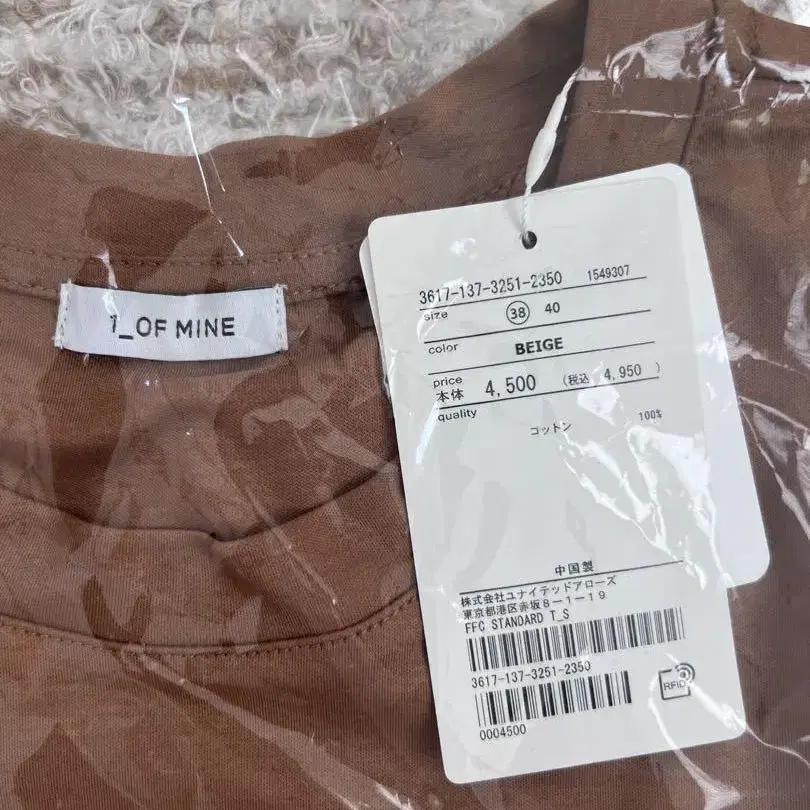 1_OF MINE
3617-137-3251-2350 1549307
size 38 40
color BEIGE
price
本体 4,500 (税込 4,950 )
quality
コットン 100%
中国製
株式会社ユナイテッドアローズ
東京都港区赤坂8-1-19
FFC STANDARD T_S
3617-137-3251-2350
RFID
0004500